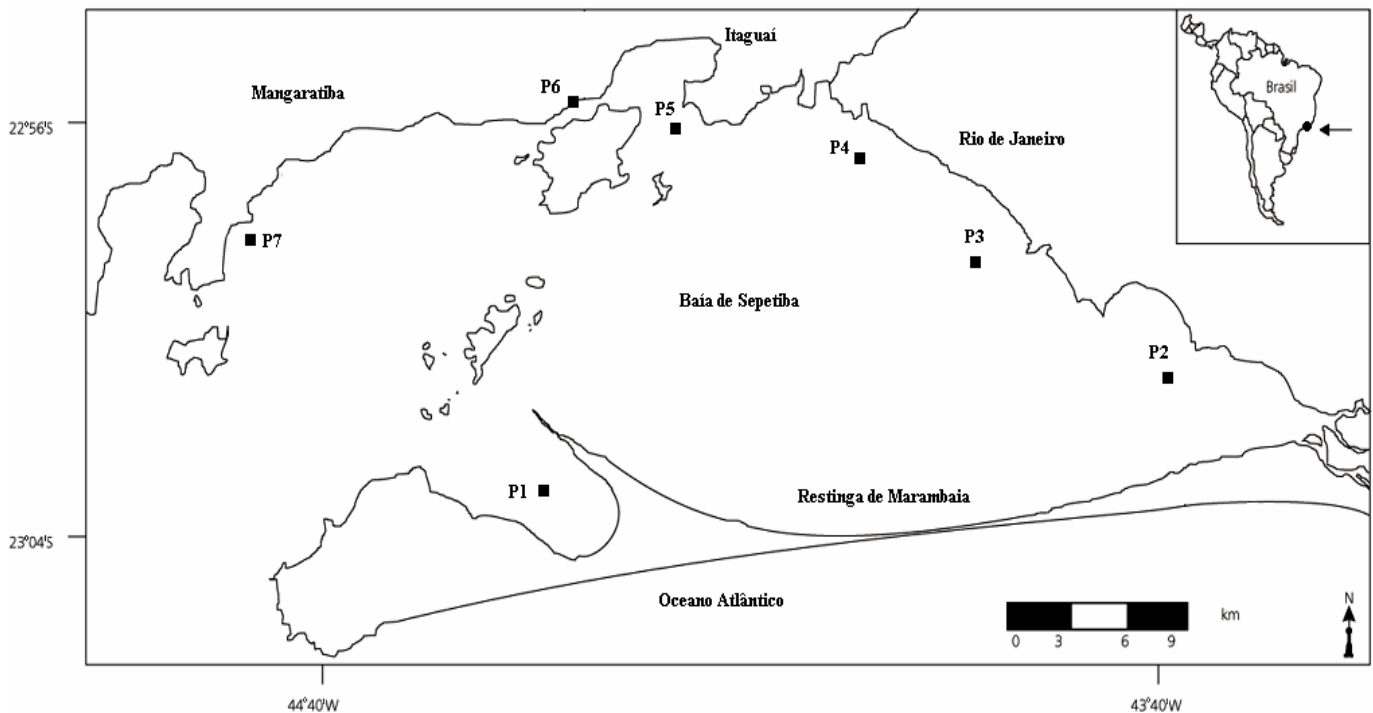 Itaguaí
Mangaratiba
P6
P5
Brasil
22°56'S
P4
Rio de Janeiro
P7
P3
Baía de Sepetiba
P2
P1
Restinga de Marambaia
23°04'S
Oceano Atlântico
km
N
0 3 6 9
44°40'W
43°40'W